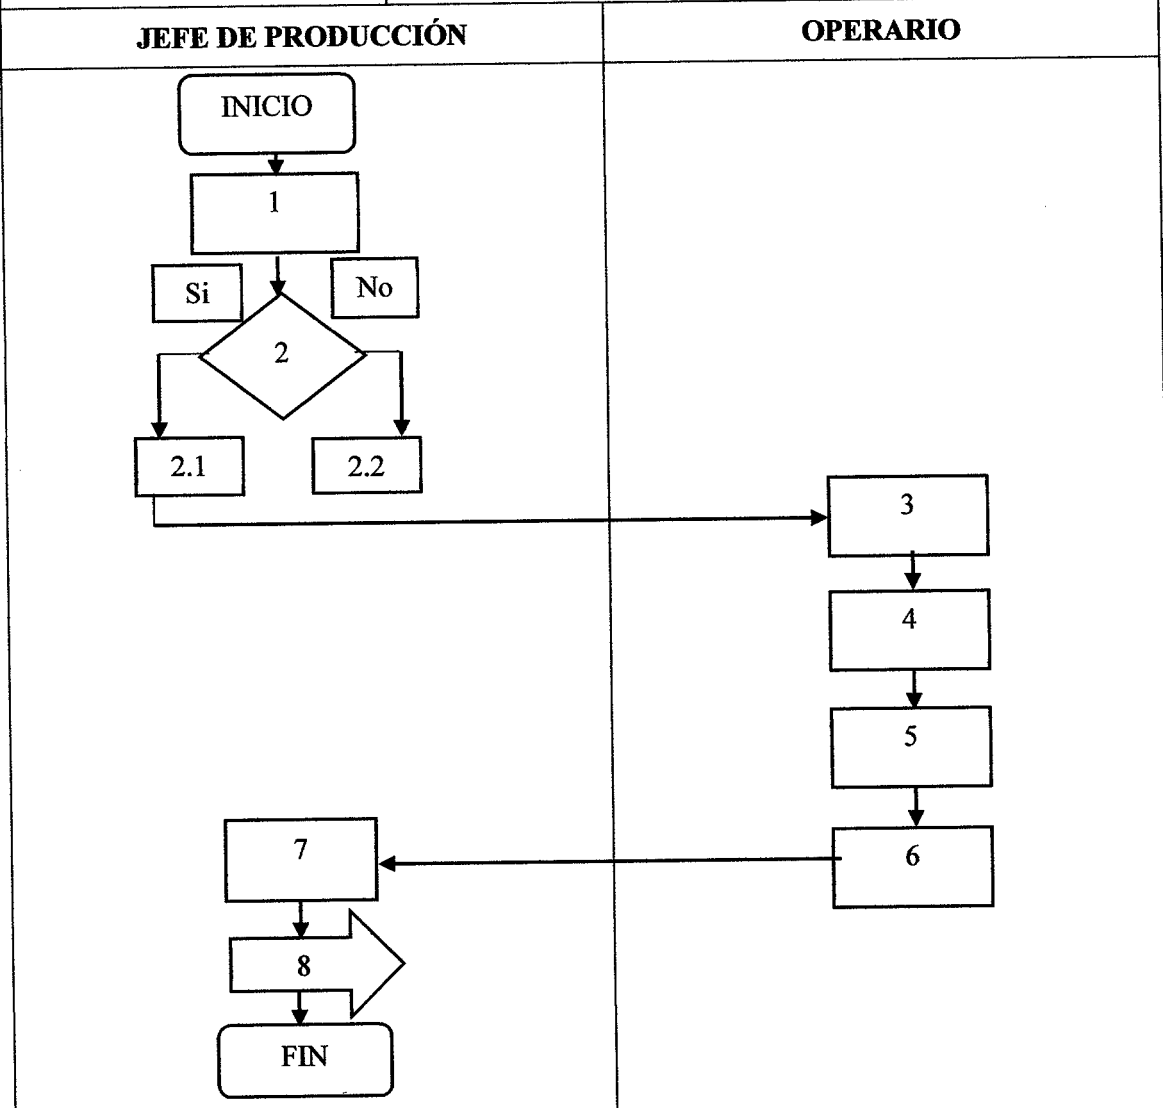 JEFE DE PRODUCCIÓN
OPERARIO
INICIO
1
Si
No
2
2.1
2.2
3
4
5
6
7
8
FIN